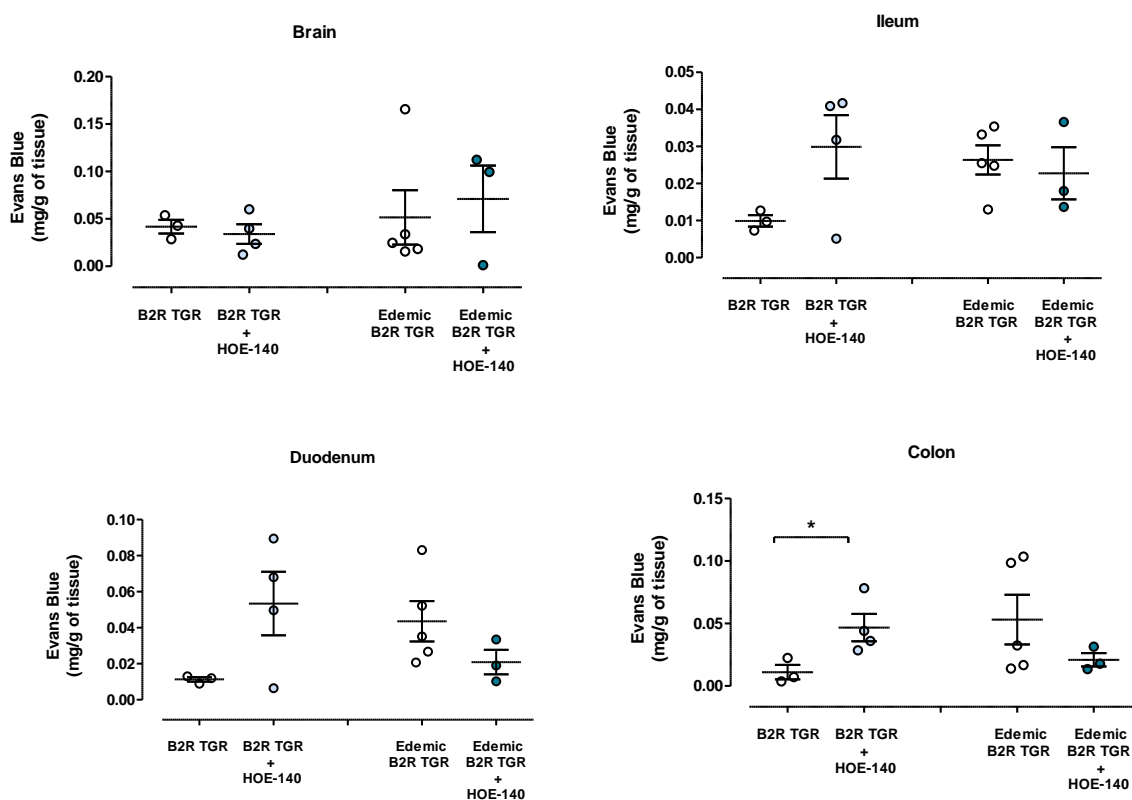 Brain
Evans Blue
(mg/g of tissue)
0.20
0.15
0.10
0.05
0.00
B2R TGR
B2R TGR
+
HOE-140
Edemic
B2R TGR
Edemic
B2R TGR
+
HOE-140
Ileum
Evans Blue
(mg/g of tissue)
0.05
0.04
0.03
0.02
0.01
0.00
B2R TGR
B2R TGR
+
HOE-140
Edemic
B2R TGR
Edemic
B2R TGR
+
HOE-140
Duodenum
Evans Blue
(mg/g of tissue)
0.10
0.08
0.06
0.04
0.02
0.00
B2R TGR
B2R TGR
+
HOE-140
Edemic
B2R TGR
Edemic
B2R TGR
+
HOE-140
Colon
Evans Blue
(mg/g of tissue)
0.15
0.10
0.05
0.00
*
B2R TGR
B2R TGR
+
HOE-140
Edemic
B2R TGR
Edemic
B2R TGR
+
HOE-140